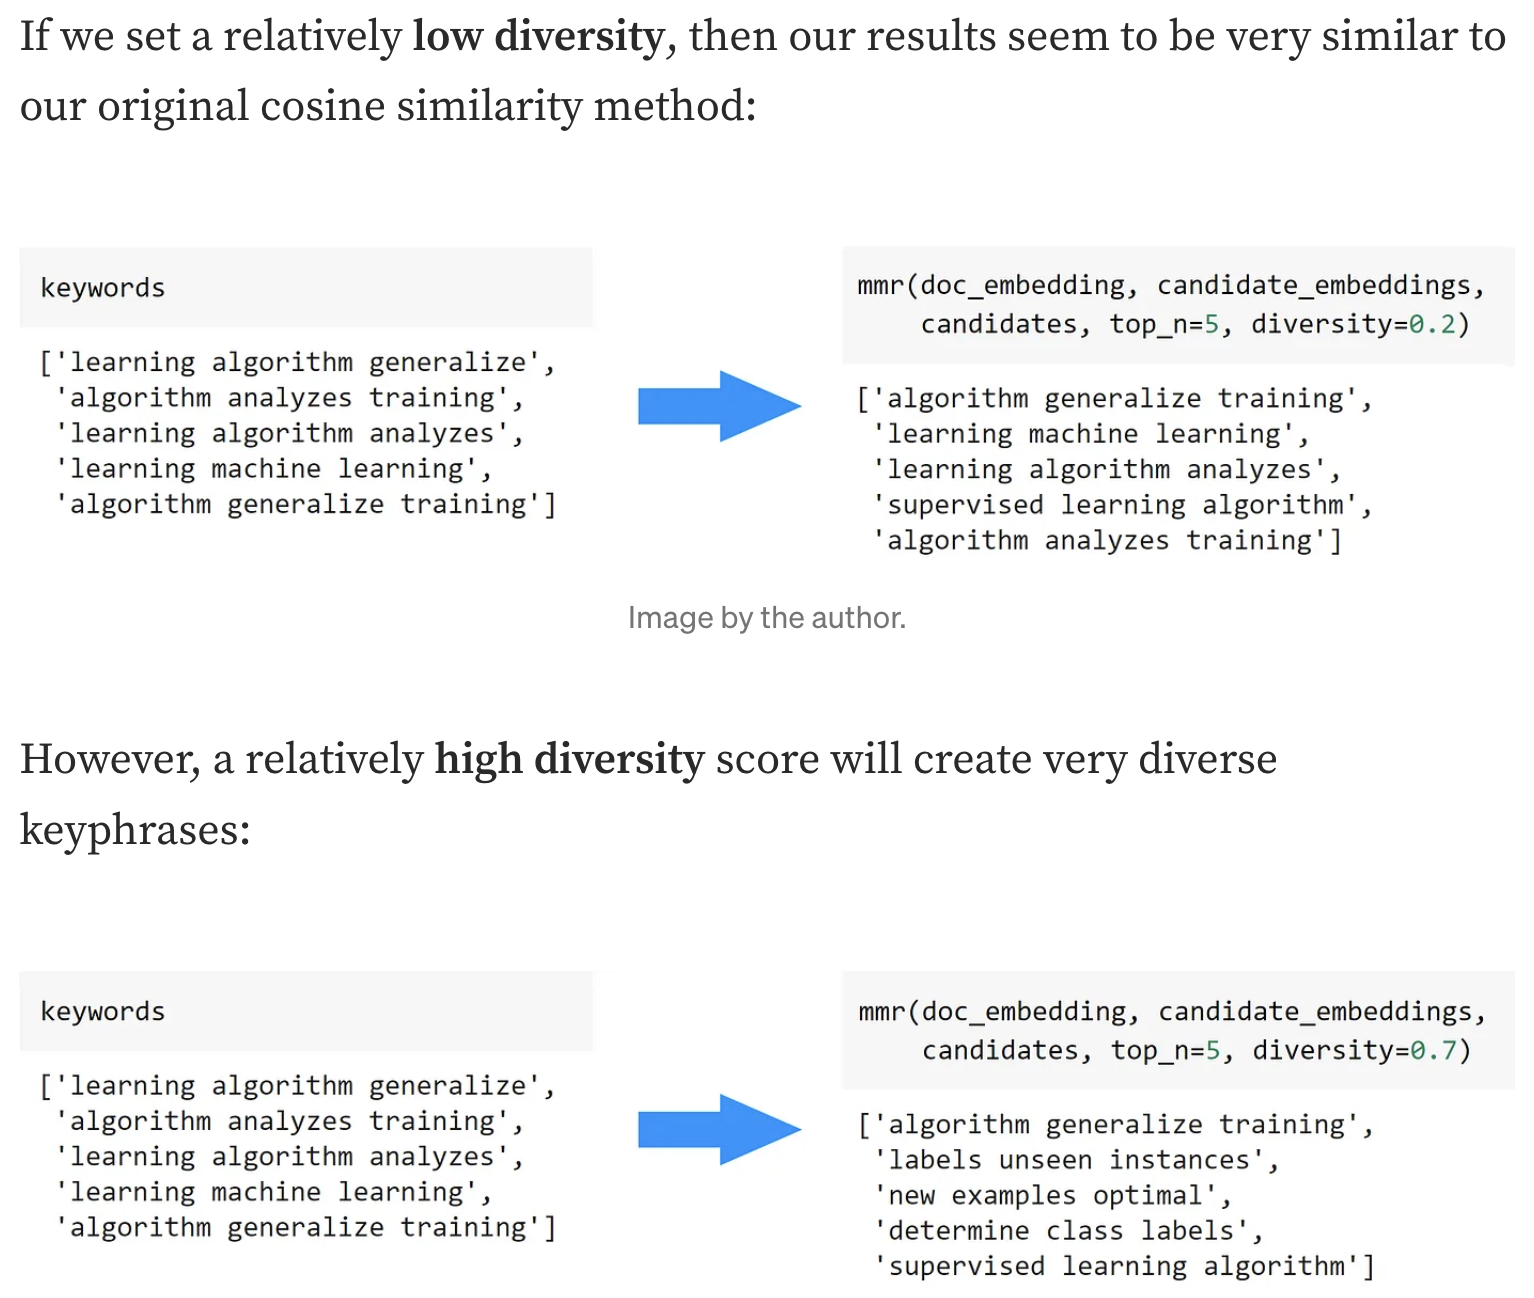 If we set a relatively low diversity, then our results seem to be very similar to
our original cosine similarity method:
keywords
['learning algorithm generalize',
'algorithm analyzes training',
'learning algorithm analyzes',
'learning machine learning',
'algorithm generalize training']
mmr(doc_embedding, candidate_embeddings,
candidates, top_n=5, diversity=0.2)
['algorithm generalize training',
'learning machine learning',
'learning algorithm analyzes',
'supervised learning algorithm',
'algorithm analyzes training']
Image by the author.
However, a relatively high diversity score will create very diverse
keyphrases:
keywords
['learning algorithm generalize',
'algorithm analyzes training',
'learning algorithm analyzes',
'learning machine learning',
'algorithm generalize training']
mmr(doc_embedding, candidate_embeddings,
candidates, top_n=5, diversity=0.7)
['algorithm generalize training',
'labels unseen instances',
'new examples optimal',
'determine class labels',
'supervised learning algorithm']